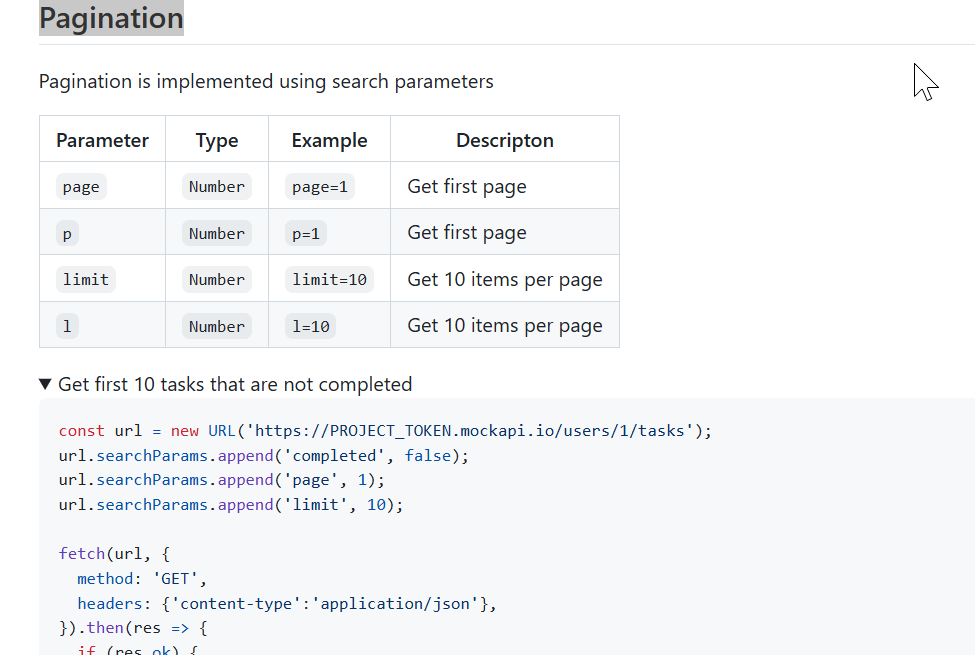 Pagination
Pagination is implemented using search parameters
Parameter Type Example Descripton
page Number page=1 Get first page
p Number p=1 Get first page
limit Number limit=10 Get 10 items per page
l Number l=10 Get 10 items per page
▼ Get first 10 tasks that are not completed
const url = new URL('https://PROJECT_TOKEN.mockapi.io/users/1/tasks');
url.searchParams.append('completed', false);
url.searchParams.append('page', 1);
url.searchParams.append('limit', 10);
fetch(url, {
  method: 'GET',
  headers: {'content-type':'application/json'},
}).then(res => {
  if (res.ok) {